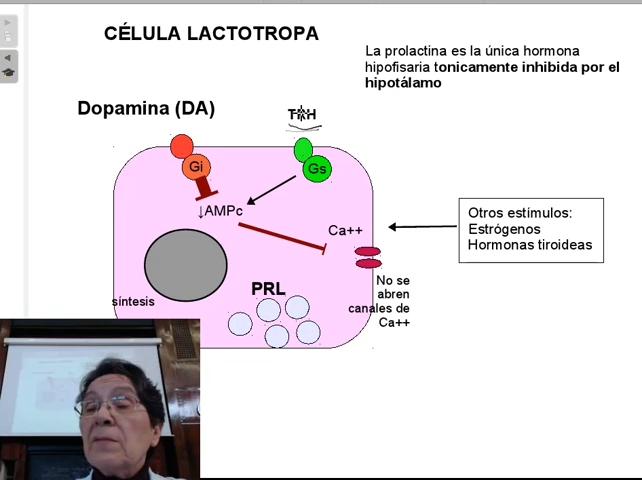 CÉLULA LACTOTROPA
La prolactina es la única hormona
hipofisaria tonicamente inhibida por el
hipotálamo
Dopamina (DA)
TRH
Gi
Gs
↓AMPc
Ca++
Otros estímulos:
Estrógenos
Hormonas tiroideas
No se
abren
canales de
Ca++
PRL
síntesis